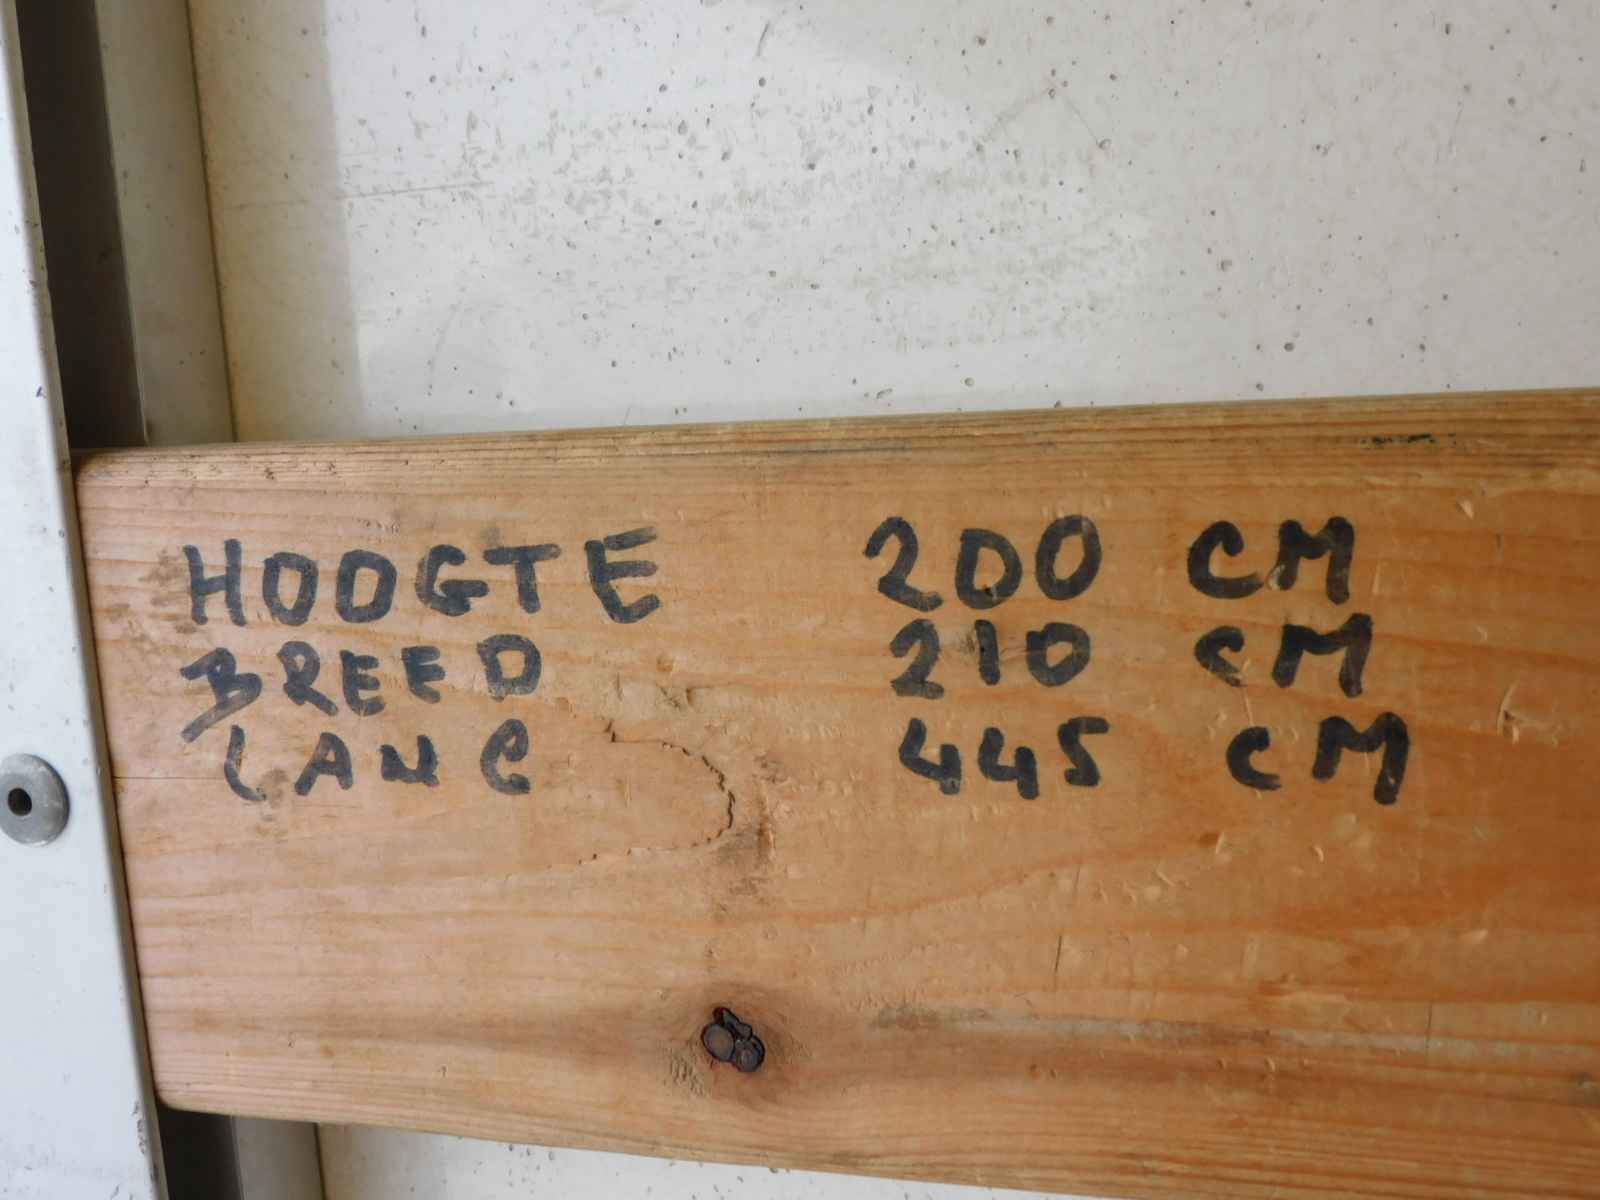 HOOGTE 200 CM
BREED 210 CM
LANG 445 CM